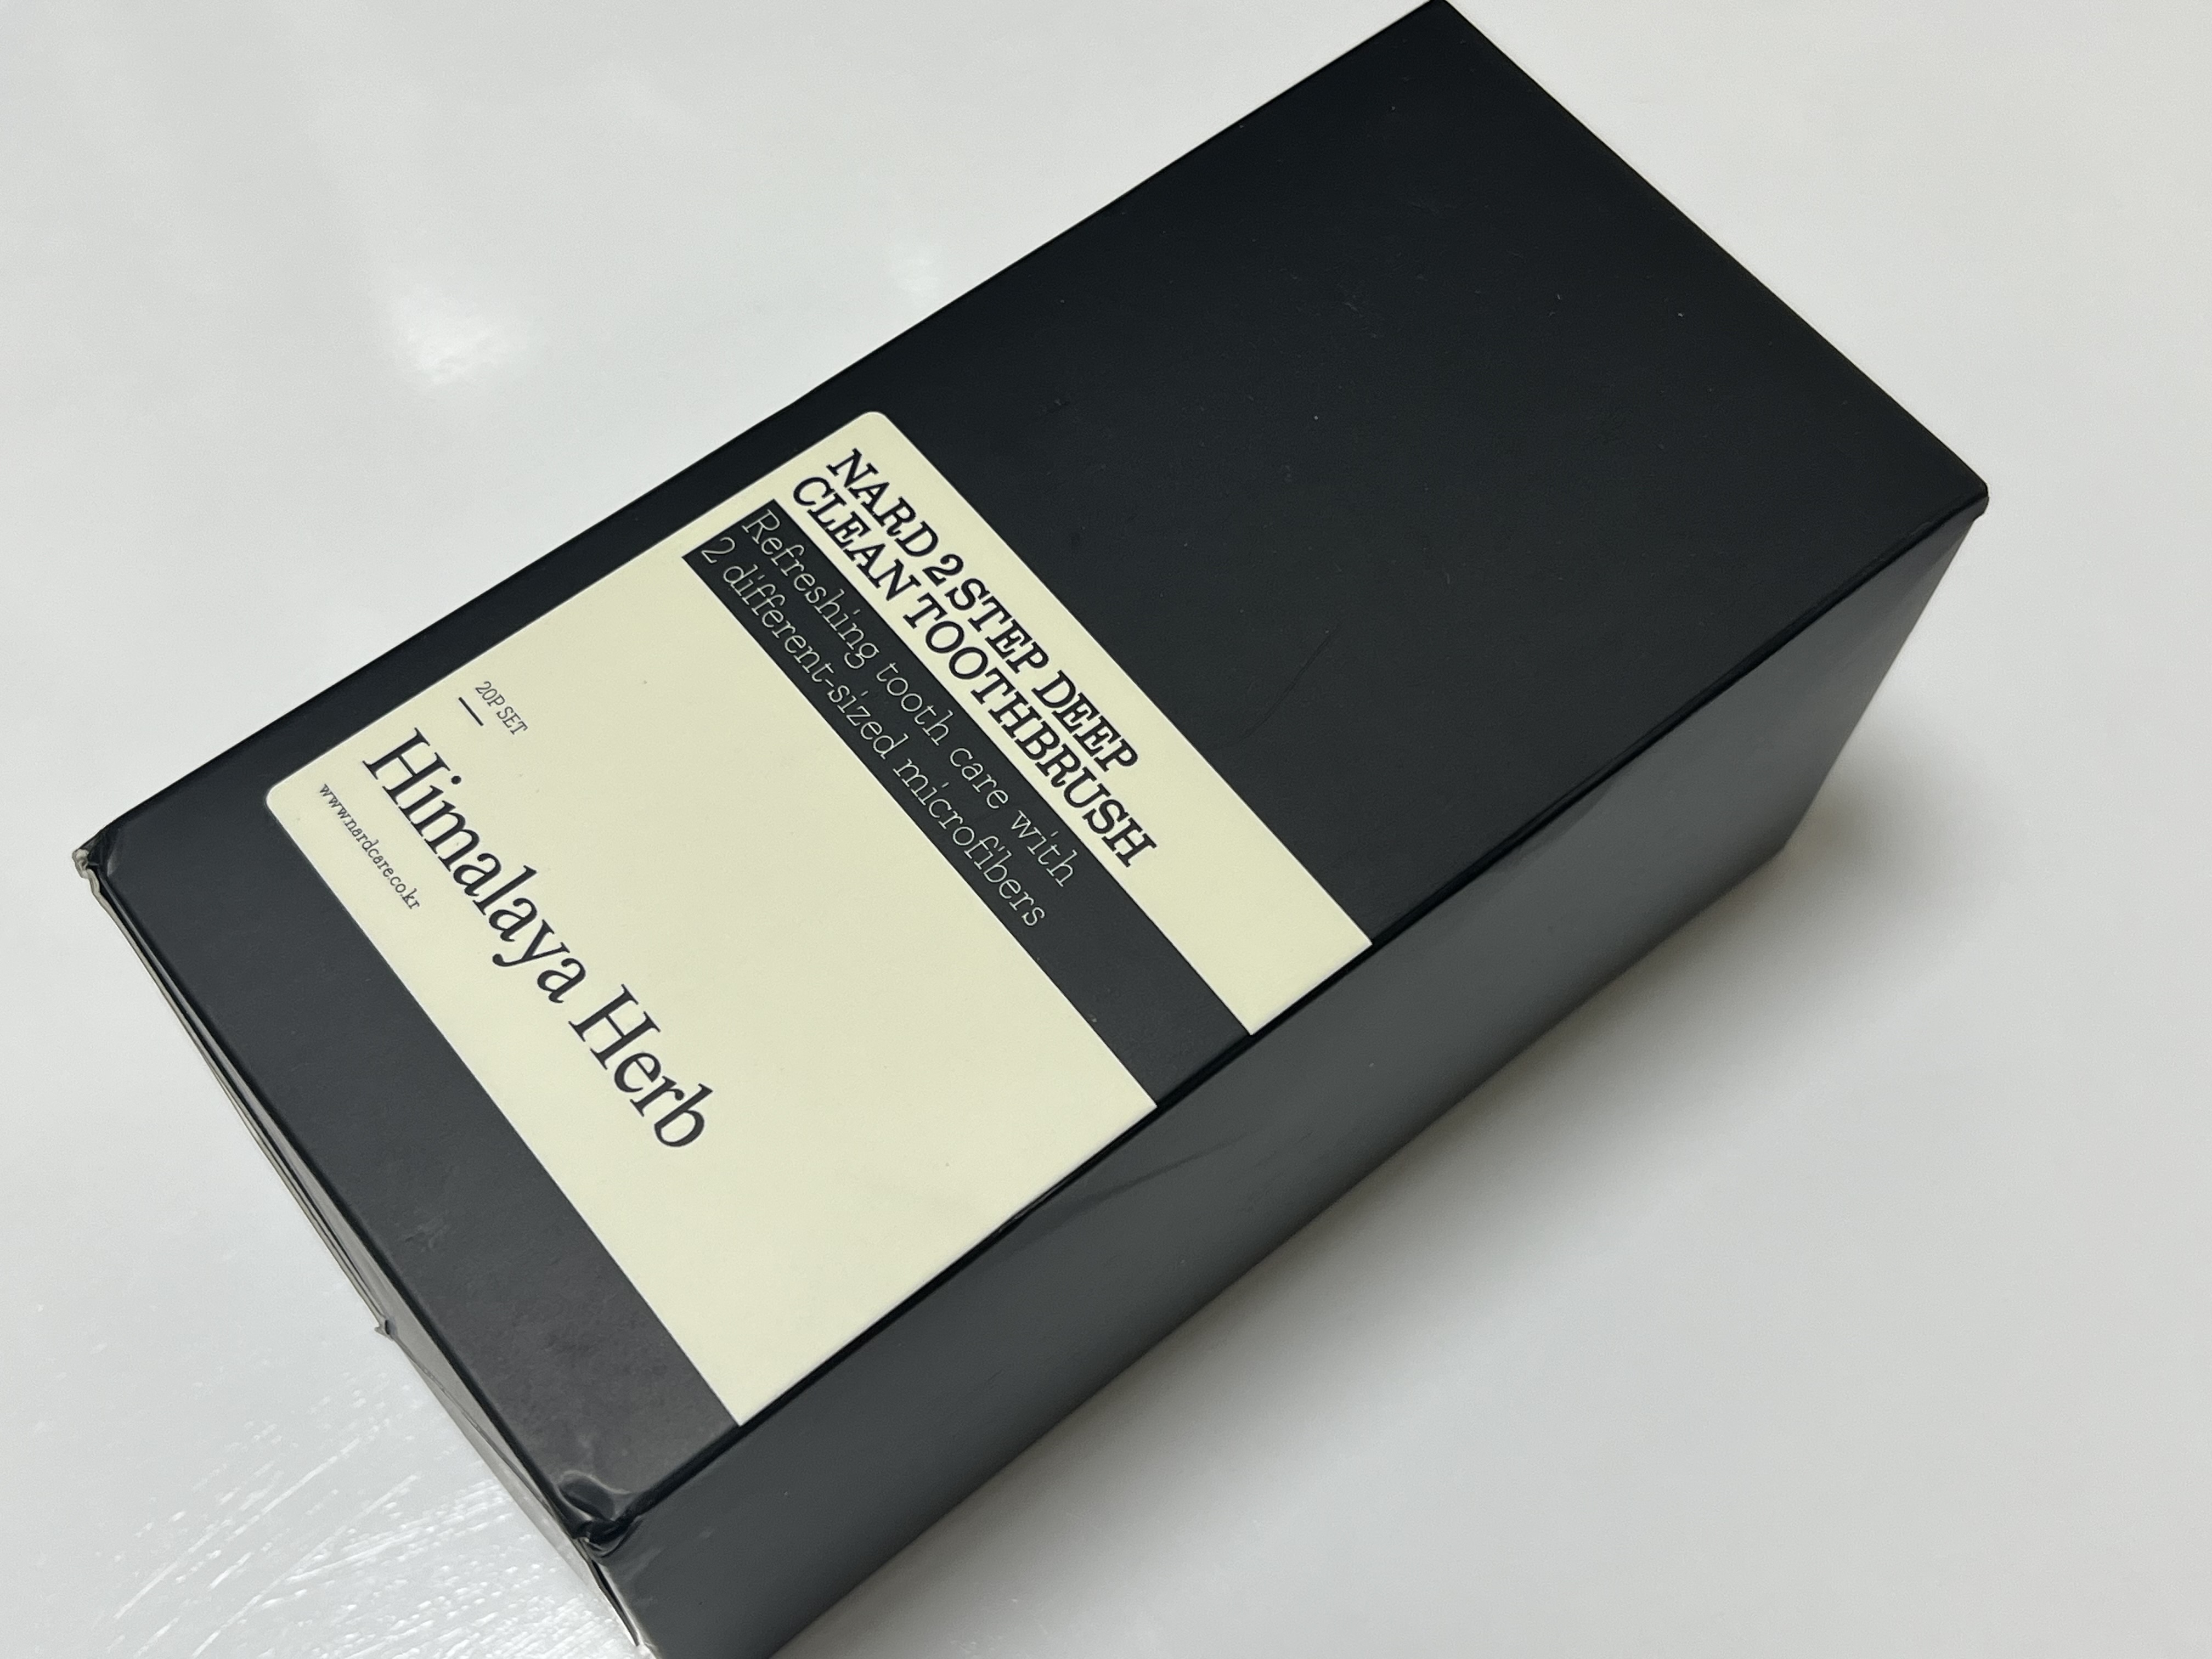 NARD 2 STEP DEEP
CLEAN TOOTHBRUSH
Refreshing tooth care with
2 different-sized microfibers
20P SET
Himalaya Herb
www.nardcare.co.kr